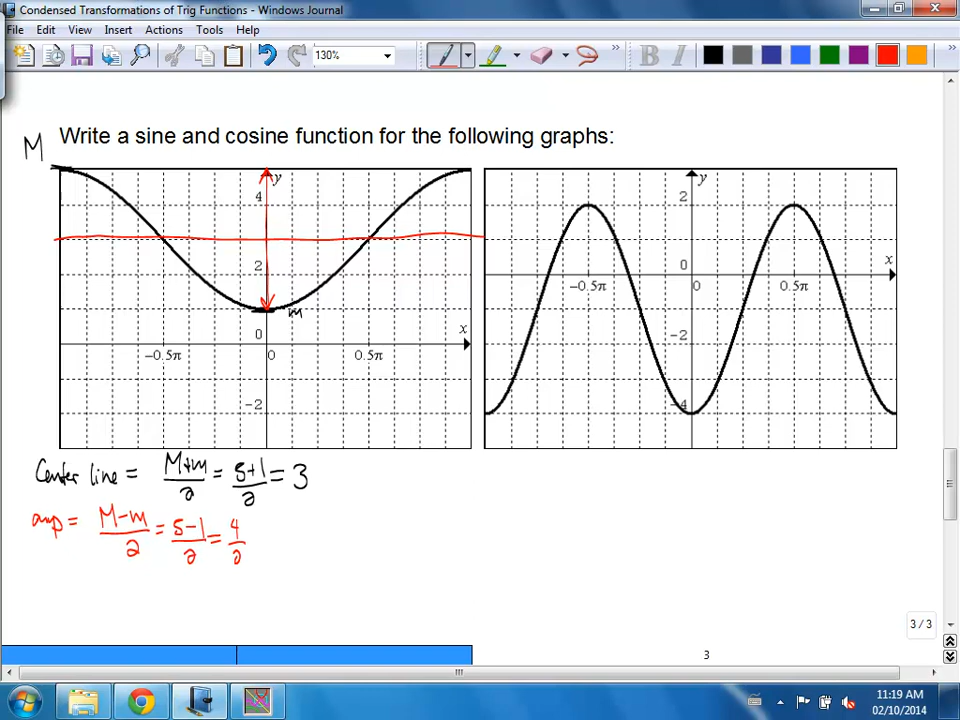 Condensed Transformations of Trig Functions - Windows Journal
File Edit View Insert Actions Tools Help
130%
B I A
M
Write a sine and cosine function for the following graphs:
y
4
2
m
0
x
-0.5π 0 0.5π
-2
2
y
0
x
-0.5π 0 0.5π
-2
-4
Center line = M+m/2 = 5+1/2 = 3
amp = M-m/2 = 5-1/2 = 4/2
3 / 3
3
11:19 AM
02/10/2014